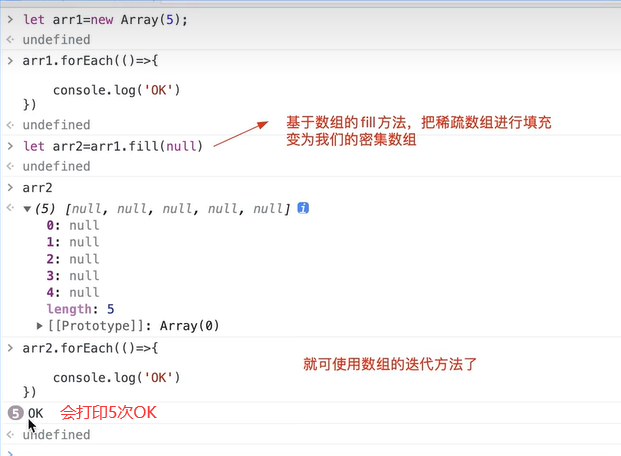 > let arr1=new Array(5);
<· undefined
> arr1.forEach(()=>{
console.log('OK')
})
<· undefined
基于数组的fill方法，把稀疏数组进行填充
变为我们的密集数组
> let arr2=arr1.fill(null)
<· undefined
> arr2
<· ▼(5) [null, null, null, null, null] i
0: null
1: null
2: null
3: null
4: null
length: 5
▶[[Prototype]]: Array(0)
> arr2.forEach(()=>{
就可使用数组的迭代方法了
console.log('OK')
})
5 OK 会打印5次OK
<· undefined
>